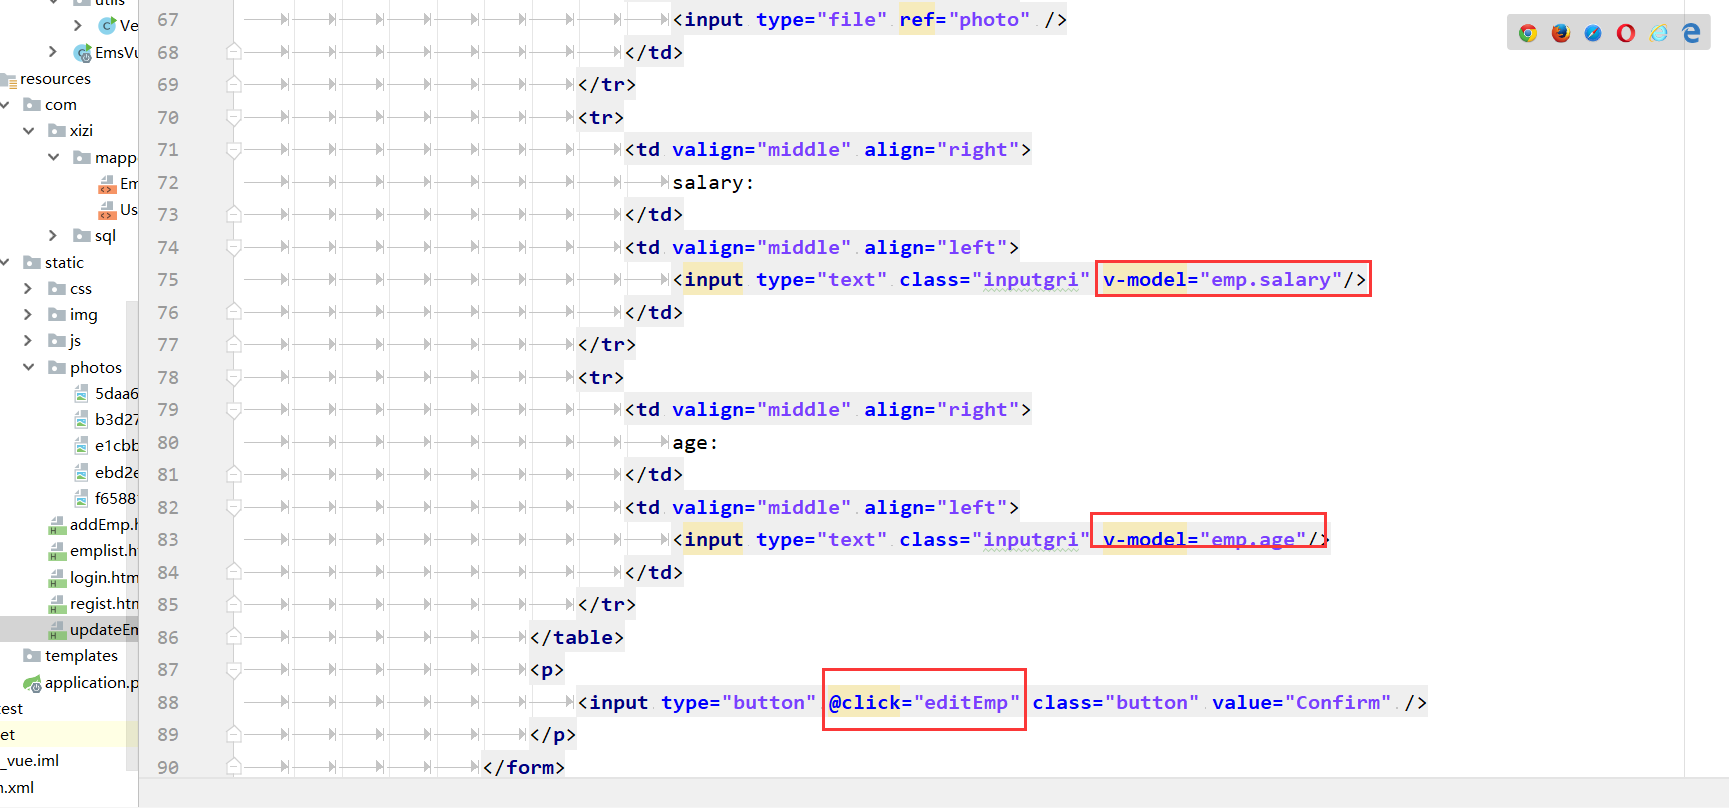 utils
Ve
EmsVu
resources
com
xizi
mapp
Em
Us
sql
static
css
img
js
photos
5daa6
b3d27
e1cbb
ebd2e
f6588
addEmp.h
emplist.ht
login.htm
regist.htm
updateEm
templates
application.p
est
et
_vue.iml
.xml
67 <input type="file" ref="photo" />
68 </td>
69 </tr>
70 <tr>
71 <td valign="middle" align="right">
72 salary:
73 </td>
74 <td valign="middle" align="left">
75 <input type="text" class="inputgri" v-model="emp.salary"/>
76 </td>
77 </tr>
78 <tr>
79 <td valign="middle" align="right">
80 age:
81 </td>
82 <td valign="middle" align="left">
83 <input type="text" class="inputgri" v-model="emp.age"/>
84 </td>
85 </tr>
86 </table>
87 <p>
88 <input type="button" @click="editEmp" class="button" value="Confirm" />
89 </p>
90 </form>